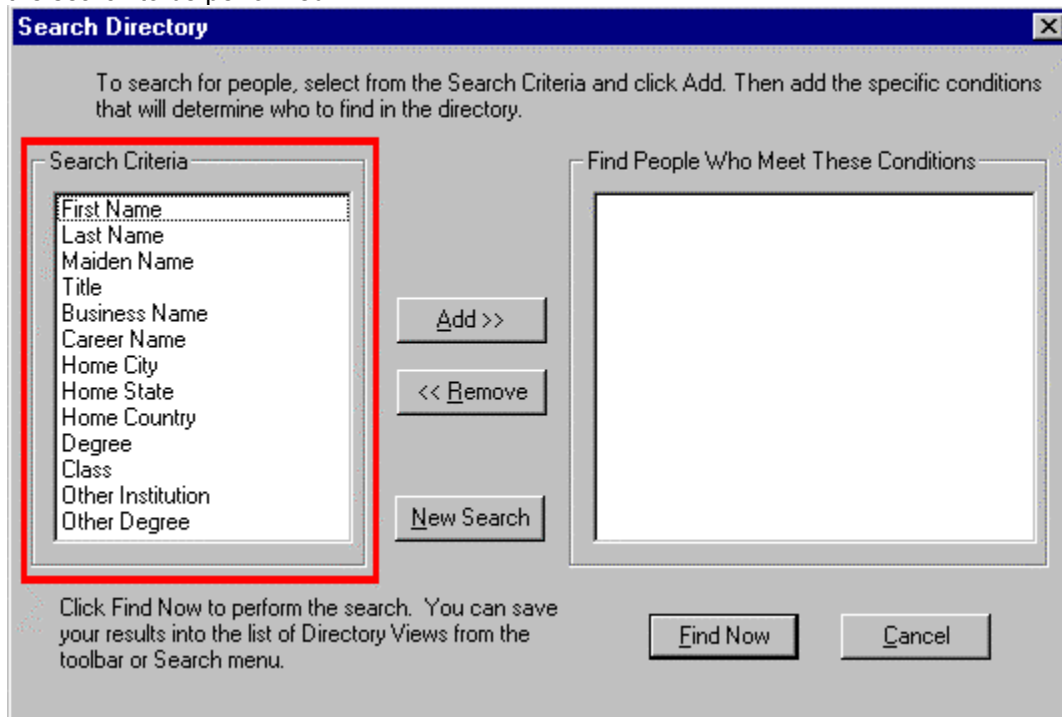 Search Directory
To search for people, select from the Search Criteria and click Add. Then add the specific conditions
that will determine who to find in the directory.
Search Criteria
First Name
Last Name
Maiden Name
Title
Business Name
Career Name
Home City
Home State
Home Country
Degree
Class
Other Institution
Other Degree
Add >>
<< Remove
New Search
Find People Who Meet These Conditions
Click Find Now to perform the search. You can save
your results into the list of Directory Views from the
toolbar or Search menu.
Find Now
Cancel